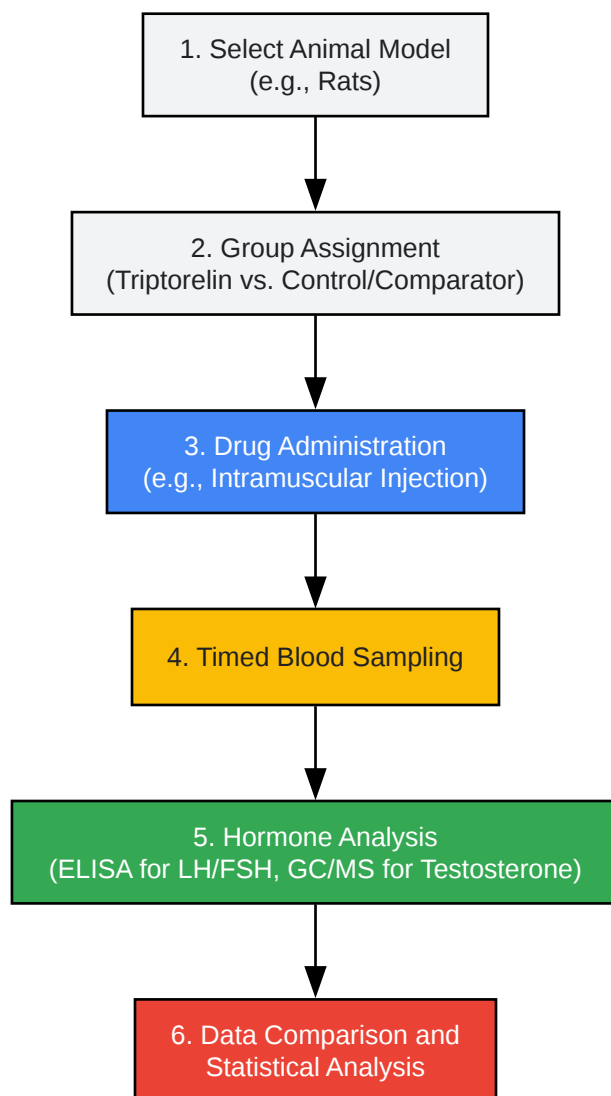 1. Select Animal Model
(e.g., Rats)
2. Group Assignment
(Triptorelin vs. Control/Comparator)
3. Drug Administration
(e.g., Intramuscular Injection)
4. Timed Blood Sampling
5. Hormone Analysis
(ELISA for LH/FSH, GC/MS for Testosterone)
6. Data Comparison and
Statistical Analysis